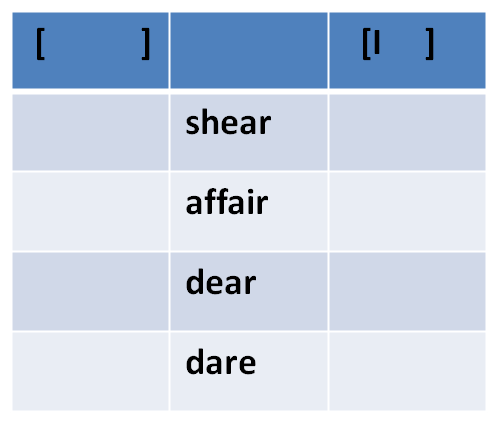 [ ] [I ]
shear
affair
dear
dare